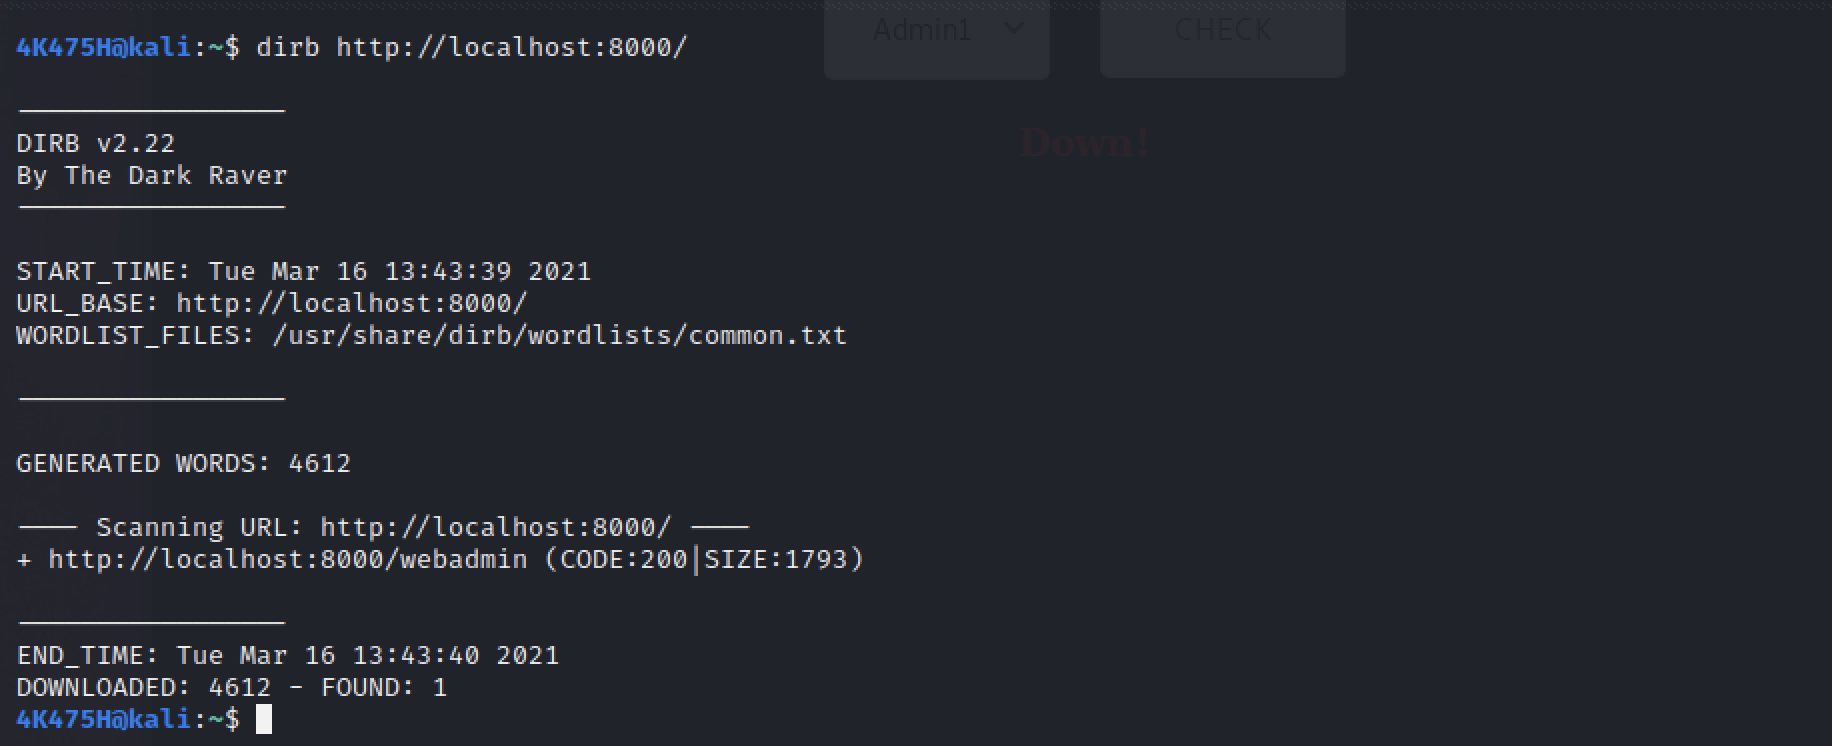 Admin1 CHECK
4K475H@kali:~$ dirb http://localhost:8000/
Down!
DIRB v2.22
By The Dark Raver
START_TIME: Tue Mar 16 13:43:39 2021
URL_BASE: http://localhost:8000/
WORDLIST_FILES: /usr/share/dirb/wordlists/common.txt
GENERATED WORDS: 4612
—— Scanning URL: http://localhost:8000/ ——
+ http://localhost:8000/webadmin (CODE:200|SIZE:1793)
END_TIME: Tue Mar 16 13:43:40 2021
DOWNLOADED: 4612 - FOUND: 1
4K475H@kali:~$